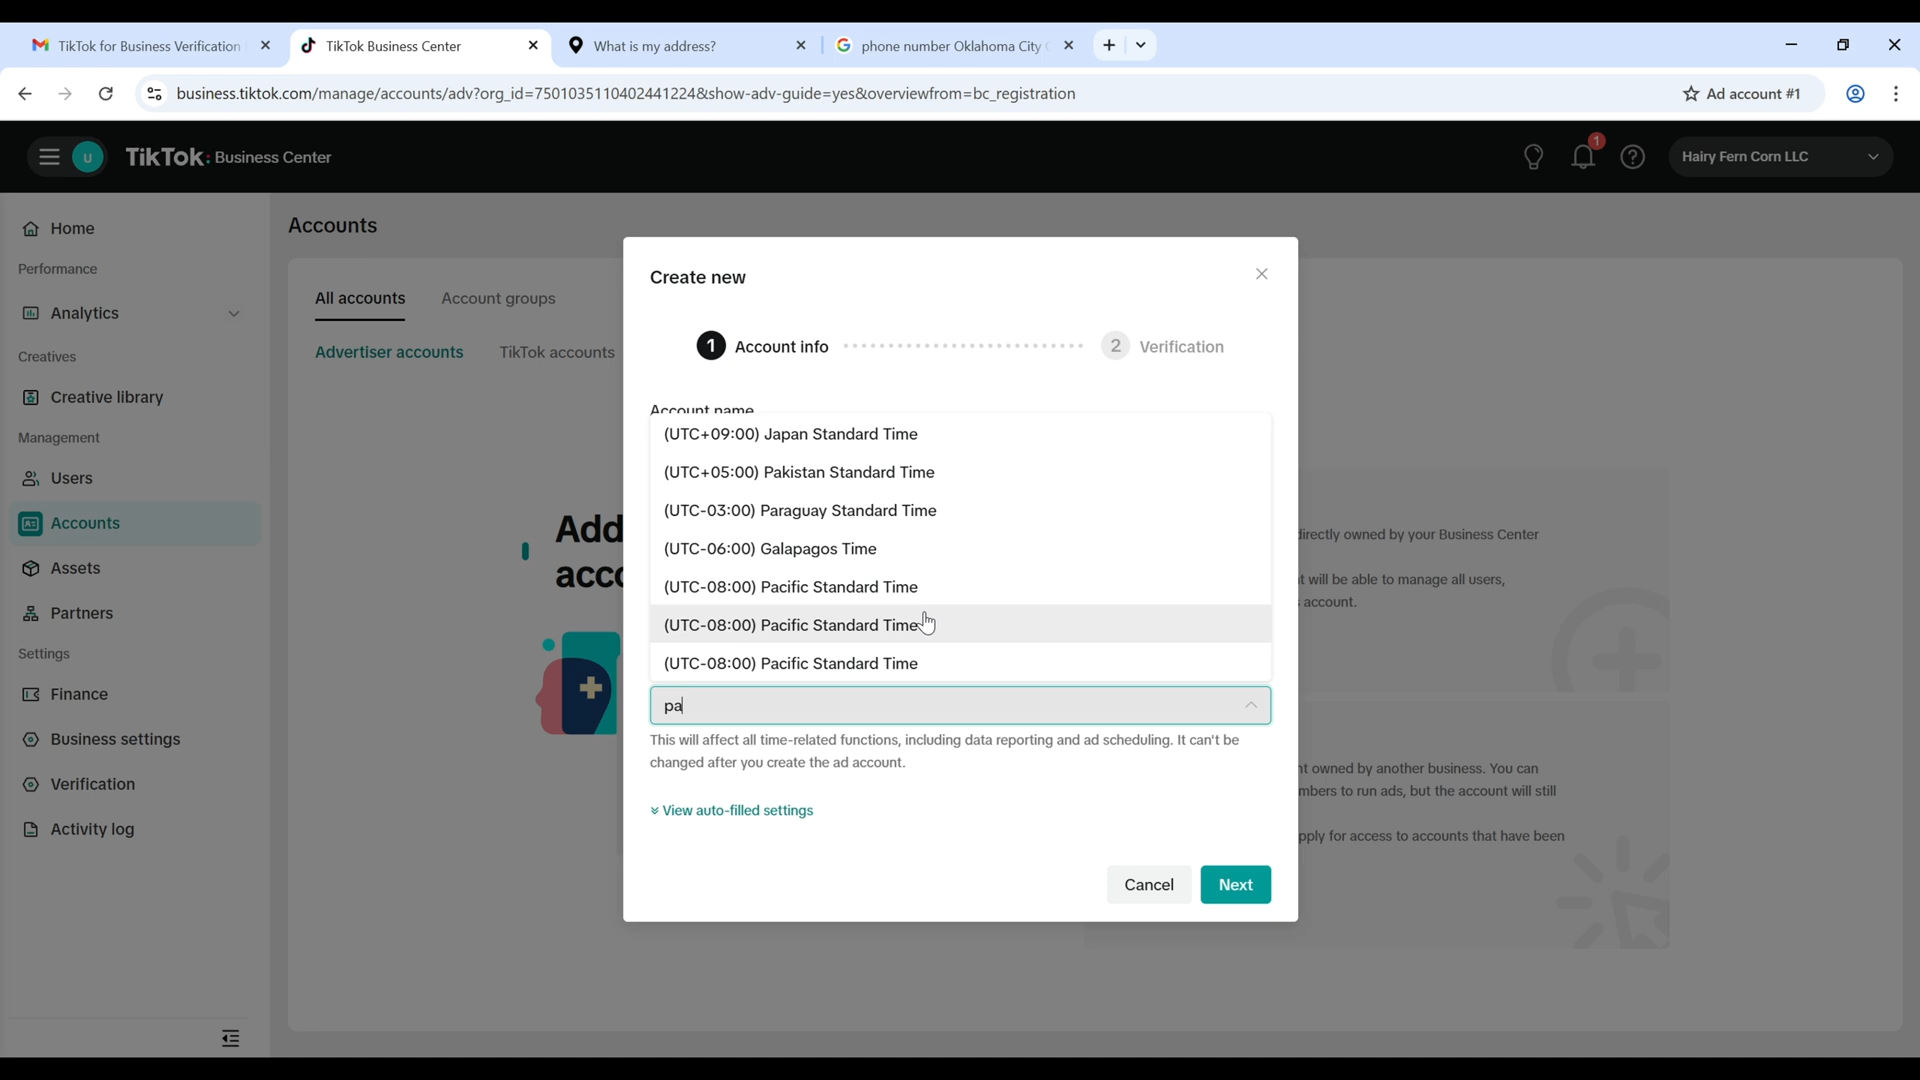 TikTok for Business Verification
TikTok Business Center
What is my address?
phone number Oklahoma City
business.tiktok.com/manage/accounts/adv?org_id=7501035110402441224&show-adv-guide=yes&overviewfrom=bc_registration
Ad account #1
U
TikTok: Business Center
1
Hairy Fern Corn LLC
Home
Performance
Analytics
Creatives
Creative library
Management
Users
Accounts
Assets
Partners
Settings
Finance
Business settings
Verification
Activity log
Accounts
All accounts
Account groups
Advertiser accounts
TikTok accounts
Add
acco
directly owned by your Business Center
t will be able to manage all users,
account.
nt owned by another business. You can
mbers to run ads, but the account will still
pply for access to accounts that have been
Create new
1 Account info
2 Verification
Account name
(UTC+09:00) Japan Standard Time
(UTC+05:00) Pakistan Standard Time
(UTC-03:00) Paraguay Standard Time
(UTC-06:00) Galapagos Time
(UTC-08:00) Pacific Standard Time
(UTC-08:00) Pacific Standard Time
(UTC-08:00) Pacific Standard Time
pa
This will affect all time-related functions, including data reporting and ad scheduling. It can't be
changed after you create the ad account.
View auto-filled settings
Cancel
Next